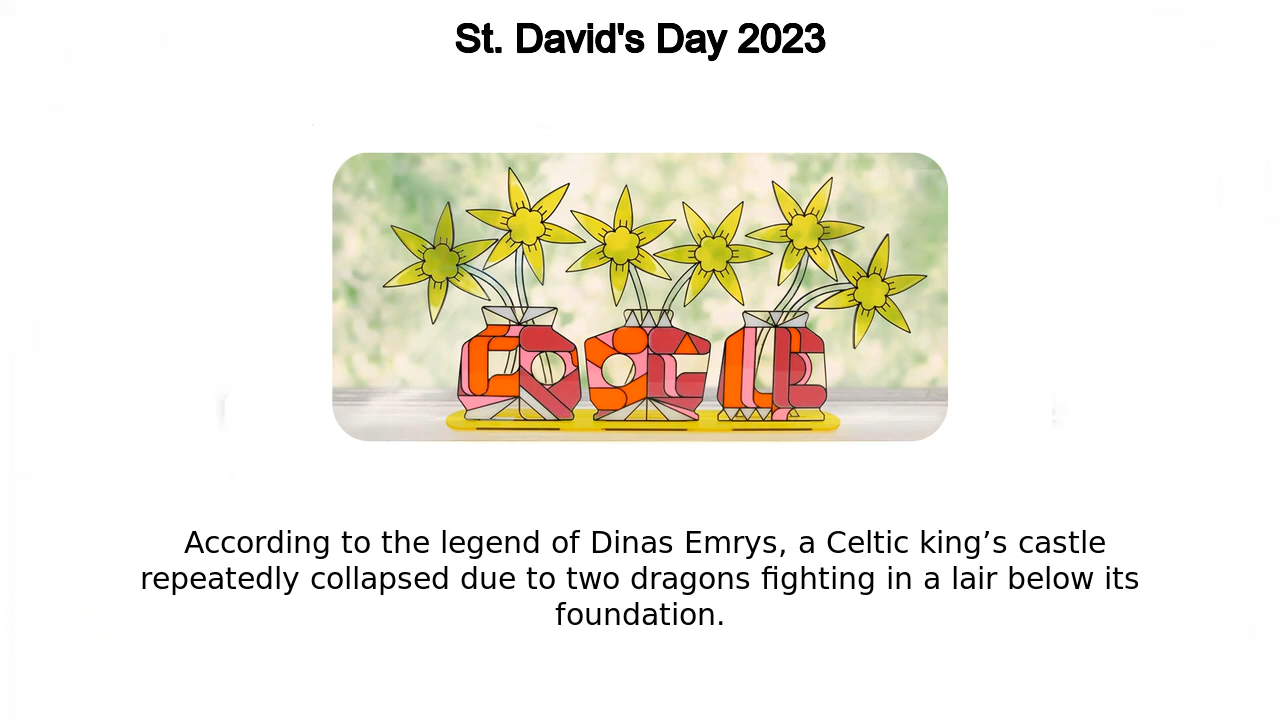 St. David's Day 2023
GOOGLE
According to the legend of Dinas Emrys, a Celtic king’s castle
repeatedly collapsed due to two dragons fighting in a lair below its
foundation.